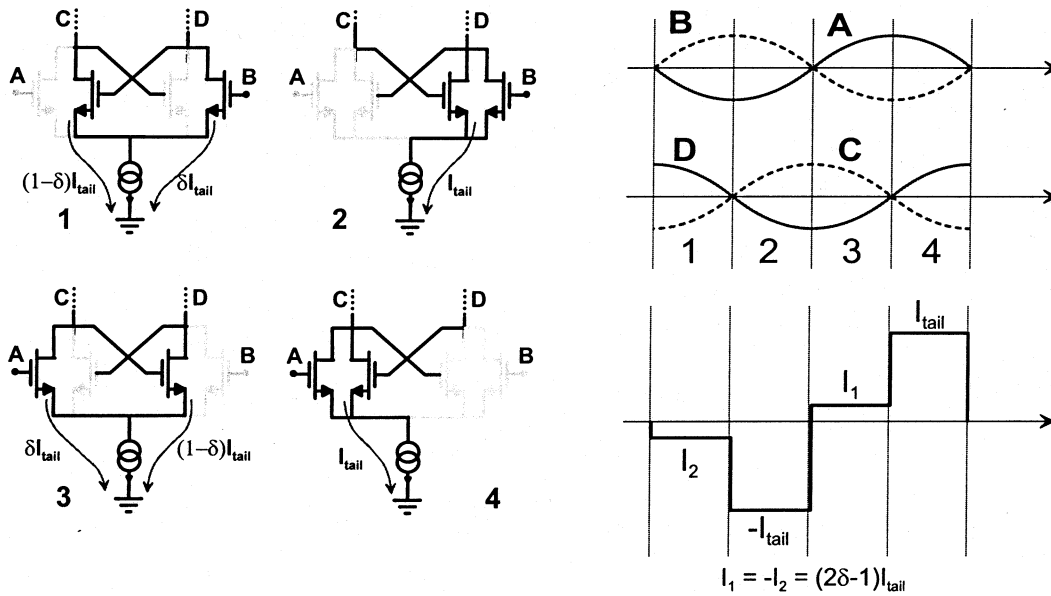 C D
A B
(1−δ)I_tail δI_tail
1
C D
A B
I_tail
2
C D
A B
δI_tail (1−δ)I_tail
3
C D
A B
I_tail
4
B A
D C
1 2 3 4
I_tail
I_1
I_2
-I_tail
I_1 = -I_2 = (2δ-1)I_tail